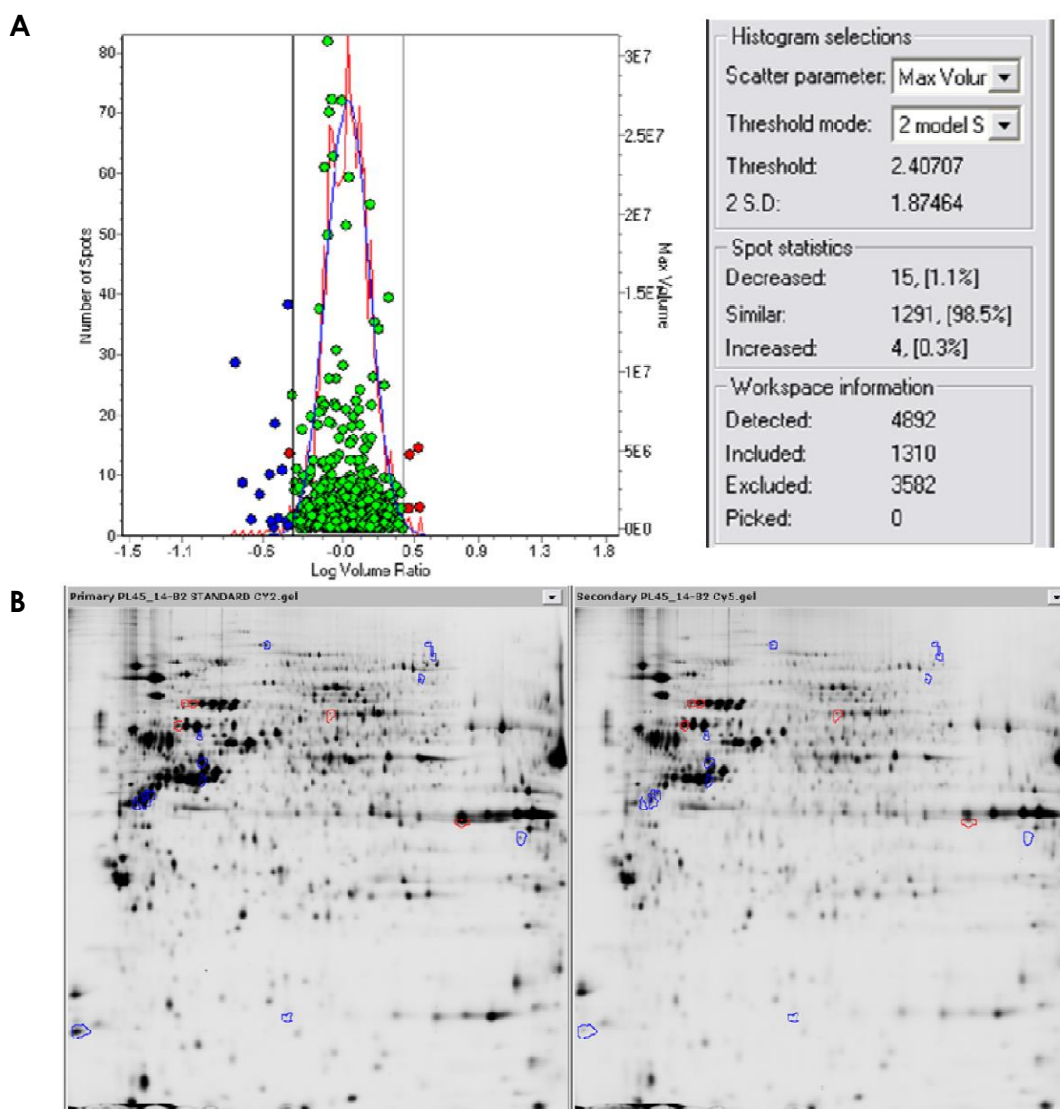 A
80
70
60
50
40
30
20
10
0
Number of Spots
3E7
2.5E7
2E7
1.5E7
1E7
5E6
0E0
Max Volume
-1.5
-1.1
-0.5
-0.0
0.5
0.9
1.3
1.8
Log Volume Ratio
Histogram selections
Scatter parameter: Max Volur
Threshold mode: 2 model S
Threshold: 2.40707
2 S.D: 1.87464
Spot statistics
Decreased: 15, [1.1%]
Similar: 1291, [98.5%]
Increased: 4, [0.3%]
Workspace information
Detected: 4892
Included: 1310
Excluded: 3582
Picked: 0
B
Primary PL45_14-B2 STANDARD CY2.gel
Secondary PL45_14-B2 Cy5.gel